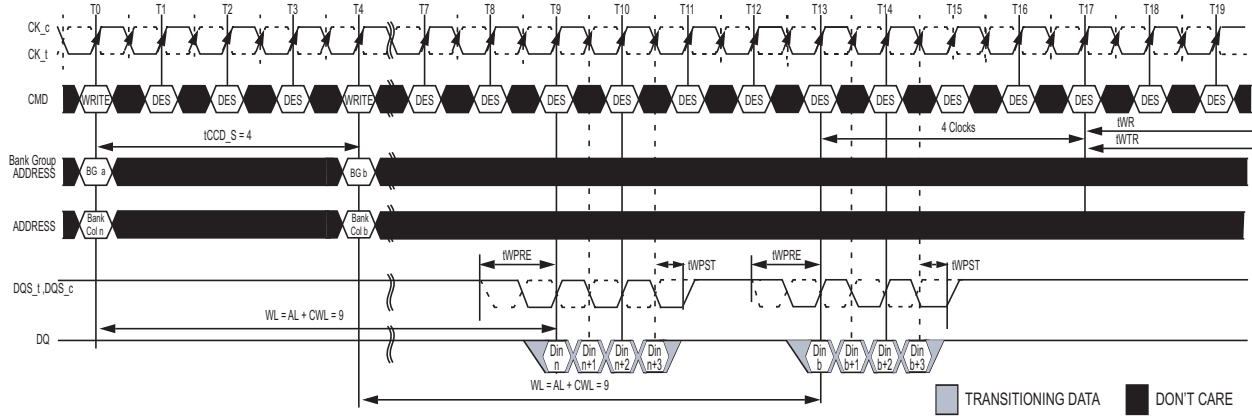 T0 T1 T2 T3 T4 T7 T8 T9 T10 T11 T12 T13 T14 T15 T16 T17 T18 T19
CK_c
CK_t
CMD WRITE DES DES DES WRITE DES DES DES DES DES DES DES DES DES DES DES DES DES
tCCD_S = 4
4 Clocks
tWR
tWTR
Bank Group
ADDRESS
BG a
BG b
ADDRESS
Bank
Col n
Bank
Col b
tWPRE
tWPST
tWPRE
tWPST
DQS_t ,DQS_c
WL = AL + CWL = 9
DQ
Din
n
Din
n+1
Din
n+2
Din
n+3
Din
b
Din
b+1
Din
b+2
Din
b+3
WL = AL + CWL = 9
TRANSITIONING DATA
DON'T CARE